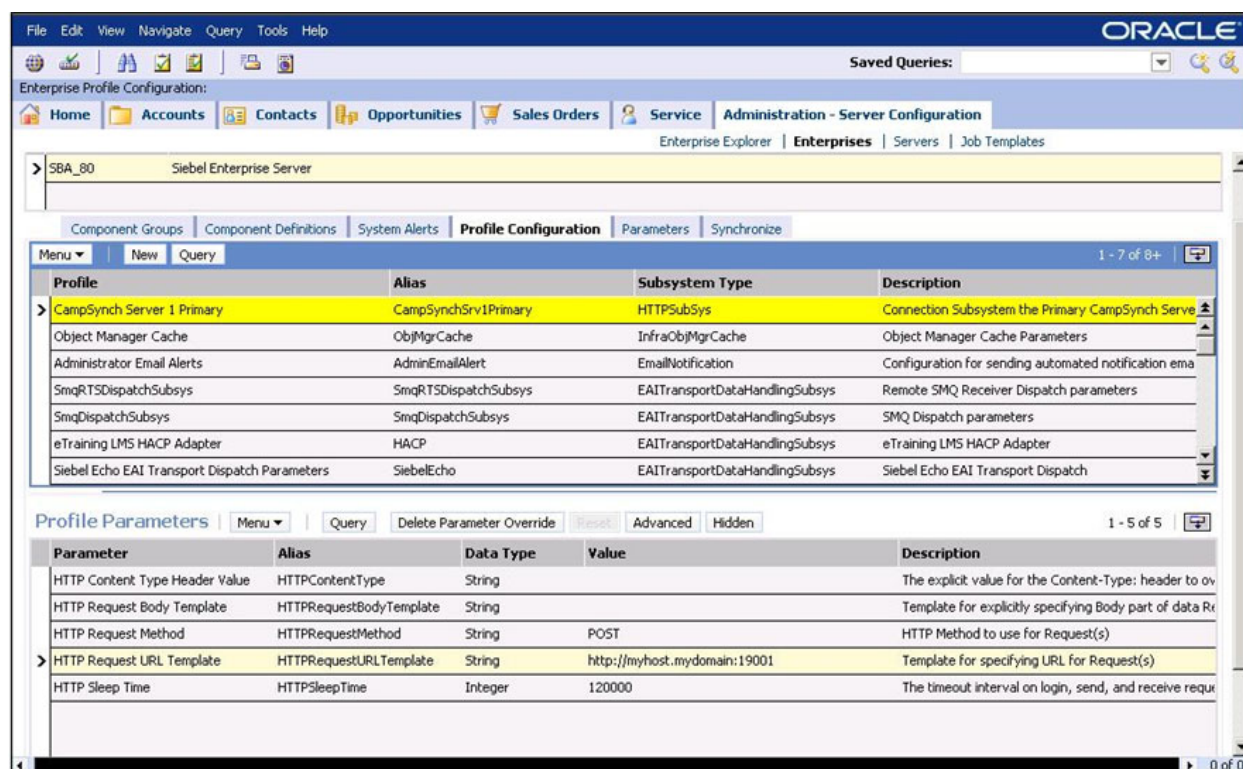 File Edit View Navigate Query Tools Help ORACLE
Saved Queries:
Enterprise Profile Configuration:
Home Accounts Contacts Opportunities Sales Orders Service Administration - Server Configuration
Enterprise Explorer | Enterprises | Servers | Job Templates
SBA_80 Siebel Enterprise Server
Component Groups Component Definitions System Alerts Profile Configuration Parameters Synchronize
Menu New Query 1 - 7 of 8+
Profile Alias Subsystem Type Description
CampSynch Server 1 Primary CampSynchSrv1Primary HTTPSubSys Connection Subsystem the Primary CampSynch Serve
Object Manager Cache ObjMgrCache InfraObjMgrCache Object Manager Cache Parameters
Administrator Email Alerts AdminEmailAlert EmailNotification Configuration for sending automated notification ema
SmqRTSDispatchSubsys SmqRTSDispatchSubsys EAITransportDataHandlingSubsys Remote SMQ Receiver Dispatch parameters
SmqDispatchSubsys SmqDispatchSubsys EAITransportDataHandlingSubsys SMQ Dispatch parameters
eTraining LMS HACP Adapter HACP EAITransportDataHandlingSubsys eTraining LMS HACP Adapter
Siebel Echo EAI Transport Dispatch Parameters SiebelEcho EAITransportDataHandlingSubsys Siebel Echo EAI Transport Dispatch
Profile Parameters Menu Query Delete Parameter Override Reset Advanced Hidden 1 - 5 of 5
Parameter Alias Data Type Value Description
HTTP Content Type Header Value HTTPContentType String The explicit value for the Content-Type: header to ov
HTTP Request Body Template HTTPRequestBodyTemplate String Template for explicitly specifying Body part of data Re
HTTP Request Method HTTPRequestMethod String POST HTTP Method to use for Request(s)
HTTP Request URL Template HTTPRequestURLTemplate String http://myhost.mydomain:19001 Template for specifying URL for Request(s)
HTTP Sleep Time HTTPSleepTime Integer 120000 The timeout interval on login, send, and receive reque
0 of 0